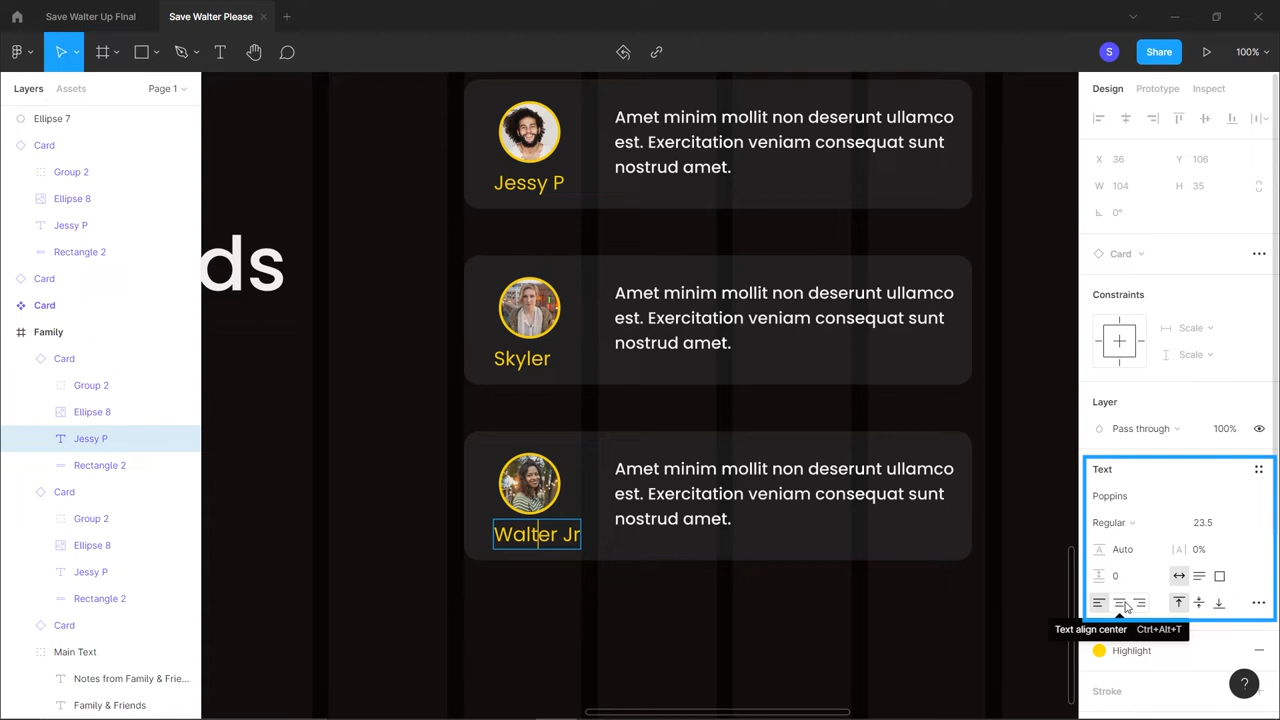 Save Walter Up FInal
Save Walter Please
S
Share
100%
Layers
Assets
Page 1
Ellipse 7
Card
Group 2
Ellipse 8
Jessy P
Rectangle 2
Card
Card
Family
Card
Group 2
Ellipse 8
Jessy P
Rectangle 2
Card
Group 2
Ellipse 8
Jessy P
Rectangle 2
Card
Main Text
Notes from Family & Frie...
Family & Friends
ds
Jessy P
Amet minim mollit non deserunt ullamco
est. Exercitation veniam consequat sunt
nostrud amet.
Skyler
Amet minim mollit non deserunt ullamco
est. Exercitation veniam consequat sunt
nostrud amet.
Walter Jr
Amet minim mollit non deserunt ullamco
est. Exercitation veniam consequat sunt
nostrud amet.
Design
Prototype
Inspect
X 36 Y 106
W 104 H 35
0°
Card
Constraints
Scale
Scale
Layer
Pass through 100%
Text
Poppins
Regular 23.5
A Auto |A| 0%
0
Text align center Ctrl+Alt+T
Highlight
Stroke
?